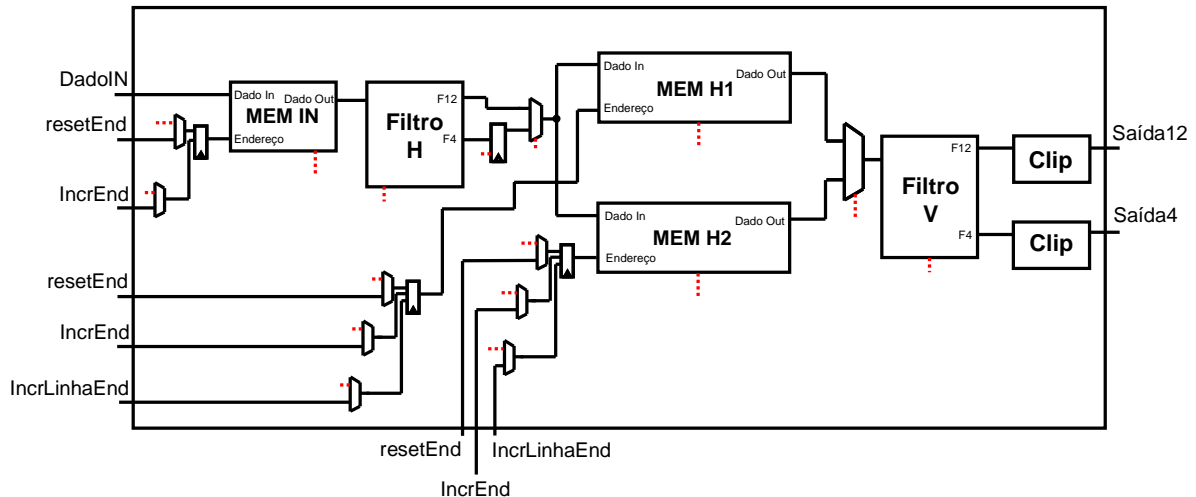 DadoIN
resetEnd
IncrEnd
Dado In
Dado Out
MEM IN
Endereço
F12
Filtro
H
F4
Dado In
Dado Out
MEM H1
Endereço
Dado In
Dado Out
MEM H2
Endereço
F12
Filtro
V
F4
Clip
Saída12
Clip
Saída4
resetEnd
IncrEnd
IncrLinhaEnd
resetEnd
IncrLinhaEnd
IncrEnd